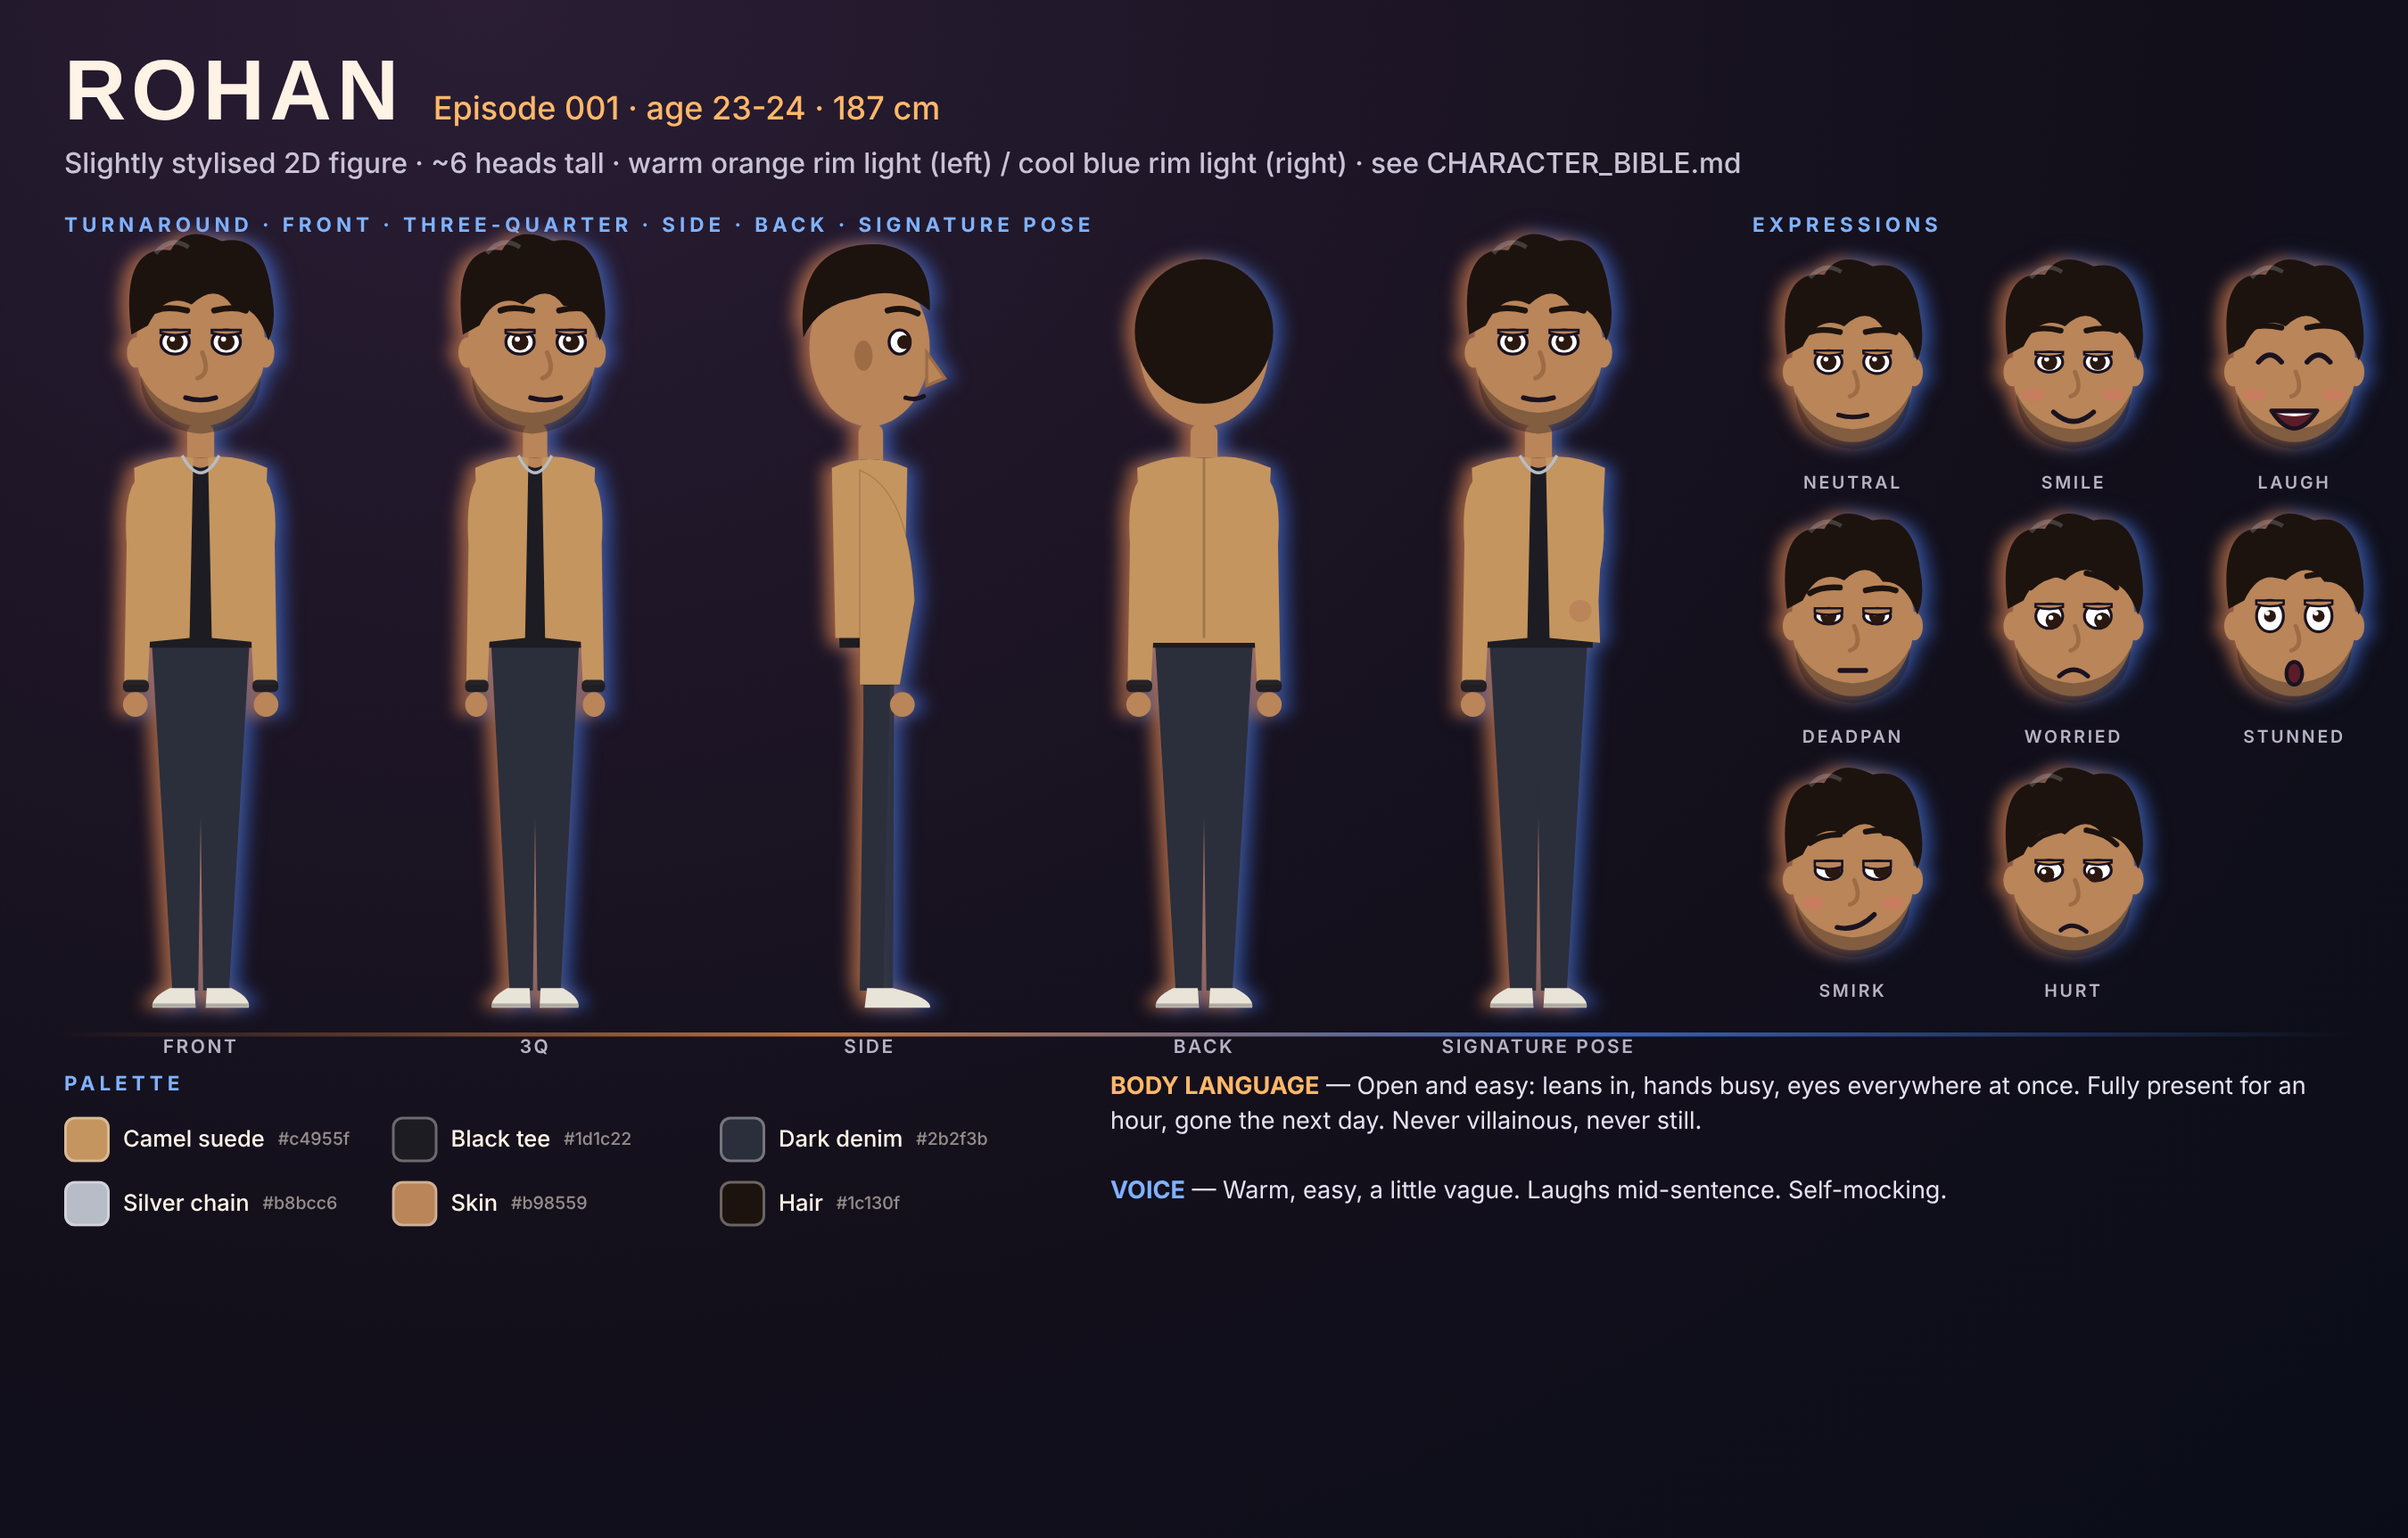 ROHAN Episode 001 · age 23-24 · 187 cm
Slightly stylised 2D figure · ~6 heads tall · warm orange rim light (left) / cool blue rim light (right) · see CHARACTER_BIBLE.md
TURNAROUND · FRONT · THREE-QUARTER · SIDE · BACK · SIGNATURE POSE
EXPRESSIONS
NEUTRAL SMILE LAUGH
DEADPAN WORRIED STUNNED
SMIRK HURT
FRONT 3Q SIDE BACK SIGNATURE POSE
PALETTE
Camel suede #c4955f Black tee #1d1c22 Dark denim #2b2f3b
Silver chain #b8bcc6 Skin #b98559 Hair #1c130f
BODY LANGUAGE — Open and easy: leans in, hands busy, eyes everywhere at once. Fully present for an
hour, gone the next day. Never villainous, never still.
VOICE — Warm, easy, a little vague. Laughs mid-sentence. Self-mocking.